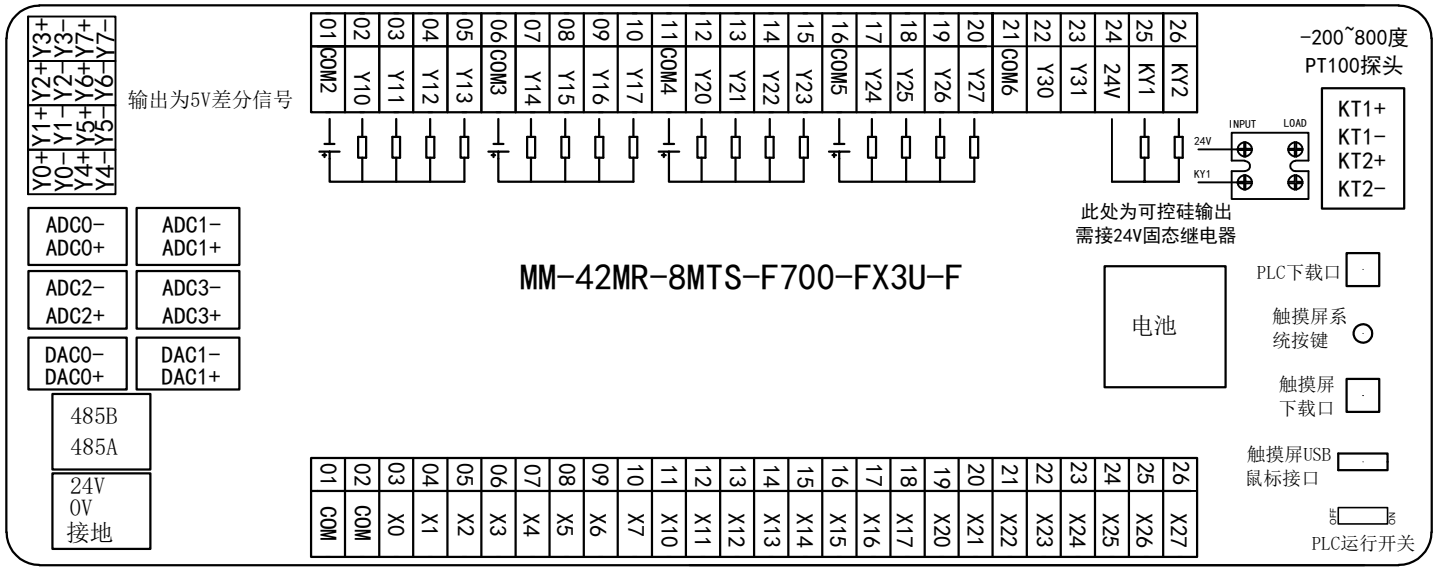 Y3+ Y3- Y7+ Y7-
Y2+ Y2- Y6+ Y6-
Y1+ Y1- Y5+ Y5-
Y0+ Y0- Y4+ Y4-
输出为5V差分信号
01 02 03 04 05 06 07 08 09 10 11 12 13 14 15 16 17 18 19 20 21 22 23 24 25 26
COM2 Y10 Y11 Y12 Y13 COM3 Y14 Y15 Y16 Y17 COM4 Y20 Y21 Y22 Y23 COM5 Y24 Y25 Y26 Y27 COM6 Y30 Y31 24V KY1 KY2
-200~800度
PT100探头
KT1+
KT1-
KT2+
KT2-
INPUT LOAD
24V
KY1
此处为可控硅输出
需接24V固态继电器
ADC0-
ADC0+
ADC1-
ADC1+
ADC2-
ADC2+
ADC3-
ADC3+
DAC0-
DAC0+
DAC1-
DAC1+
485B
485A
24V
0V
接地
MM-42MR-8MTS-F700-FX3U-F
电池
PLC下载口
触摸屏系
统按键
触摸屏
下载口
触摸屏USB
鼠标接口
OFF ON
PLC运行开关
01 02 03 04 05 06 07 08 09 10 11 12 13 14 15 16 17 18 19 20 21 22 23 24 25 26
COM COM X0 X1 X2 X3 X4 X5 X6 X7 X10 X11 X12 X13 X14 X15 X16 X17 X20 X21 X22 X23 X24 X25 X26 X27